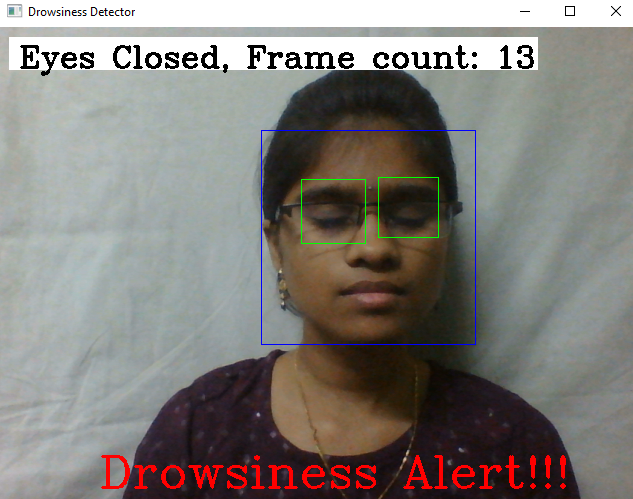 Drowsiness Detector
Eyes Closed, Frame count: 13
Drowsiness Alert!!!